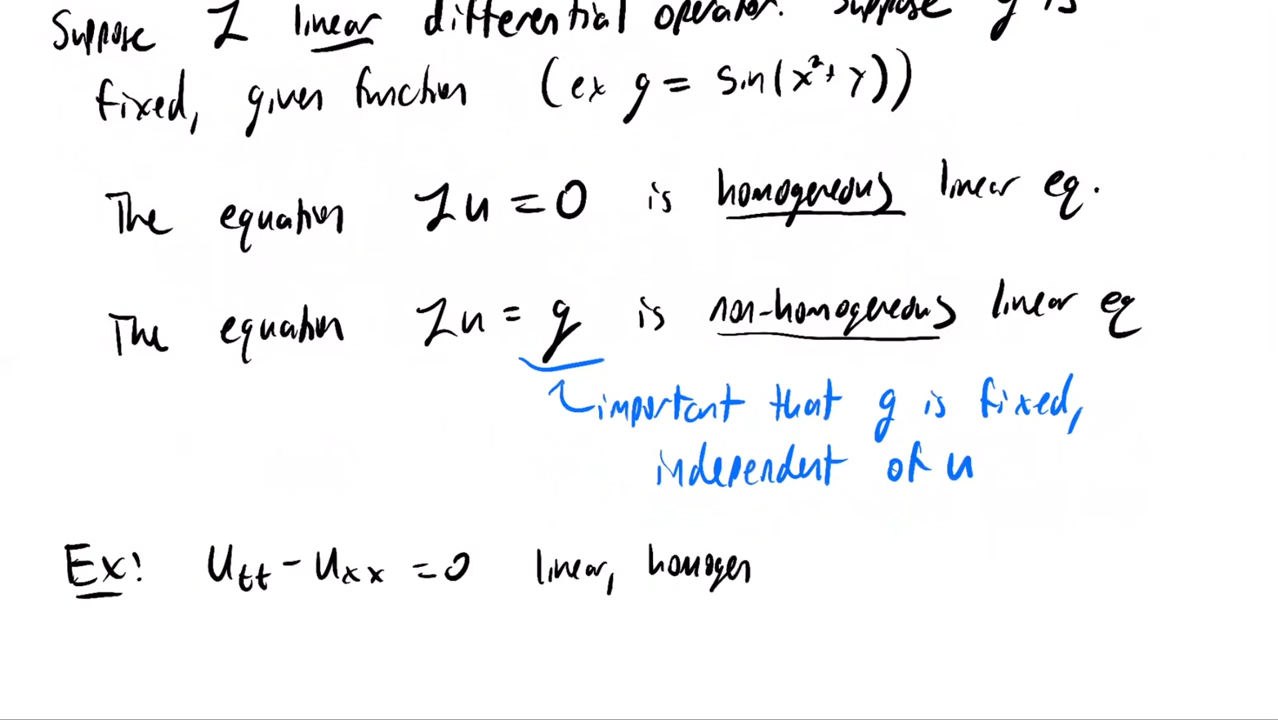 Suppose L linear differential operator. Suppose g is
fixed, given function (ex g = sin(x²+y))
The equation Lu = 0 is homogeneous linear eq.
The equation Lu = g is non-homogeneous linear eq
important that g is fixed,
independent of u
Ex: u_tt - u_xx = 0 linear, homogen